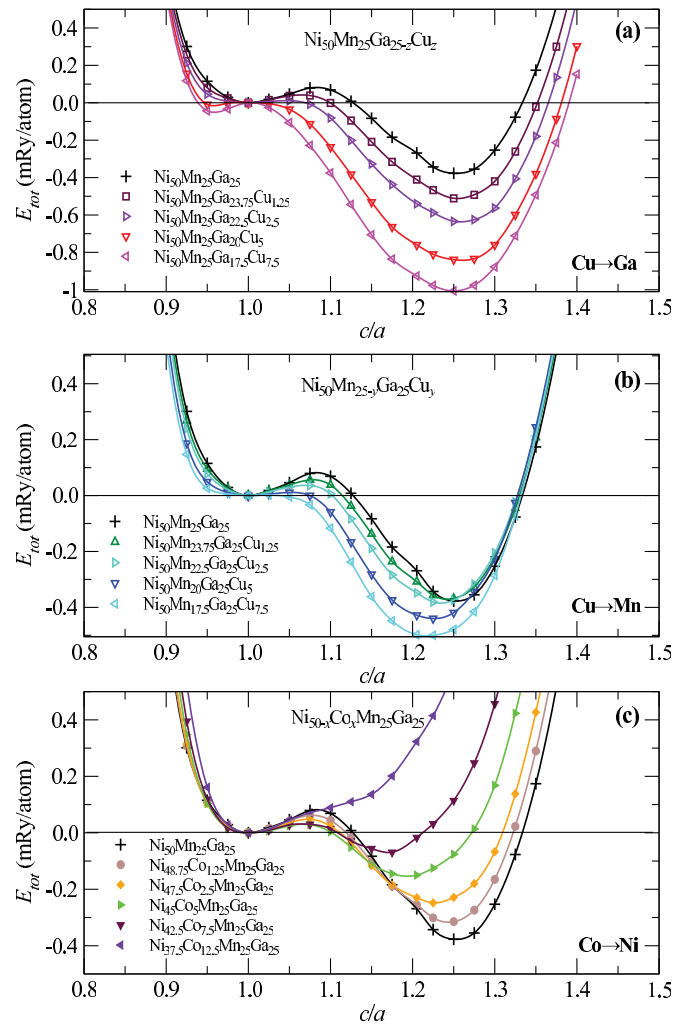 (a)
Ni50Mn25Ga25-zCuz
0.4
0.2
0.0
-0.2
-0.4
-0.6
-0.8
-1
Etot (mRy/atom)
Ni50Mn25Ga25
Ni50Mn25Ga23.75Cu1.25
Ni50Mn25Ga22.5Cu2.5
Ni50Mn25Ga20Cu5
Ni50Mn25Ga17.5Cu7.5
Cu→Ga
0.8 0.9 1.0 1.1 1.2 1.3 1.4 1.5
c/a
(b)
Ni50Mn25-yGa25Cuy
0.4
0.2
0.0
-0.2
-0.4
Etot (mRy/atom)
Ni50Mn25Ga25
Ni50Mn23.75Ga25Cu1.25
Ni50Mn22.5Ga25Cu2.5
Ni50Mn20Ga25Cu5
Ni50Mn17.5Ga25Cu7.5
Cu→Mn
0.8 0.9 1.0 1.1 1.2 1.3 1.4 1.5
c/a
(c)
Ni50-xCoxMn25Ga25
0.4
0.2
0.0
-0.2
-0.4
Etot (mRy/atom)
Ni50Mn25Ga25
Ni48.75Co1.25Mn25Ga25
Ni47.5Co2.5Mn25Ga25
Ni45Co5Mn25Ga25
Ni42.5Co7.5Mn25Ga25
Ni37.5Co12.5Mn25Ga25
Co→Ni
0.8 0.9 1.0 1.1 1.2 1.3 1.4 1.5
c/a